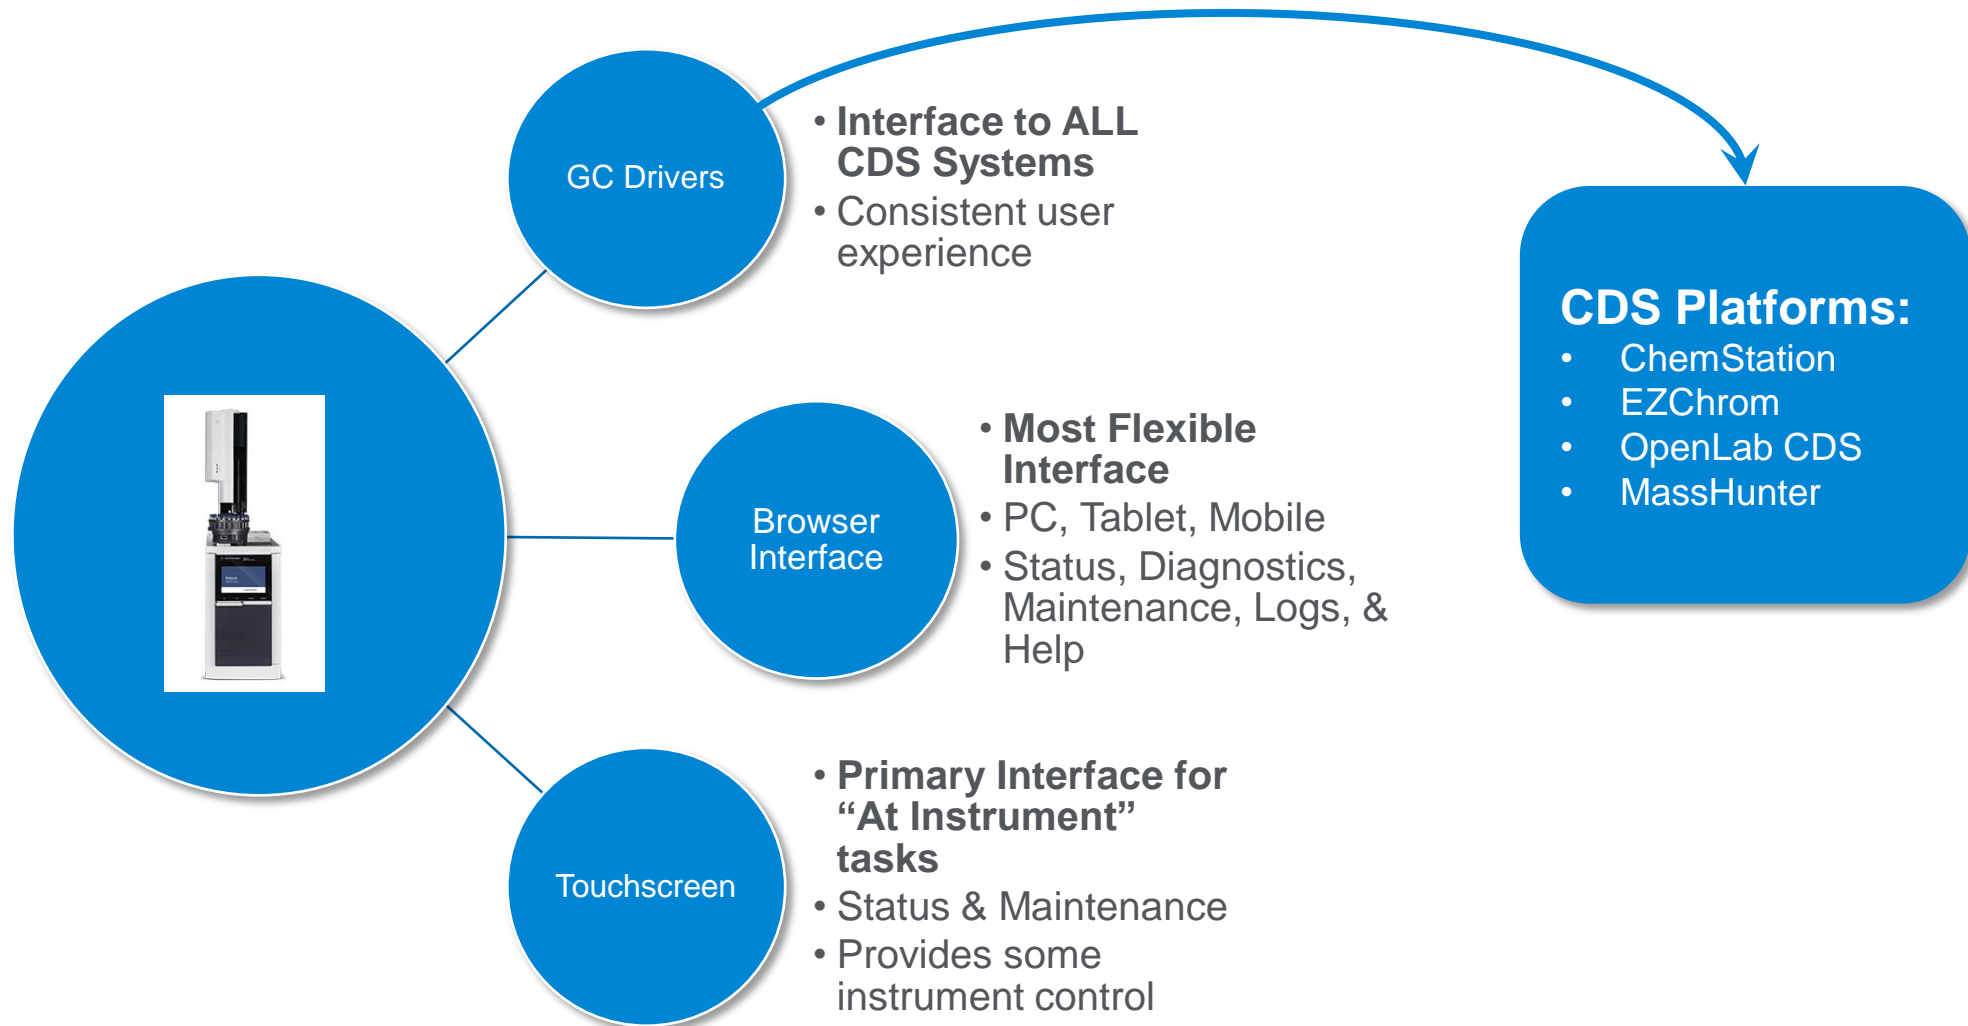 GC Drivers
• Interface to ALL
CDS Systems
• Consistent user
experience
CDS Platforms:
• ChemStation
• EZChrom
• OpenLab CDS
• MassHunter
Browser
Interface
• Most Flexible
Interface
• PC, Tablet, Mobile
• Status, Diagnostics,
Maintenance, Logs, &
Help
Touchscreen
• Primary Interface for
“At Instrument”
tasks
• Status & Maintenance
• Provides some
instrument control